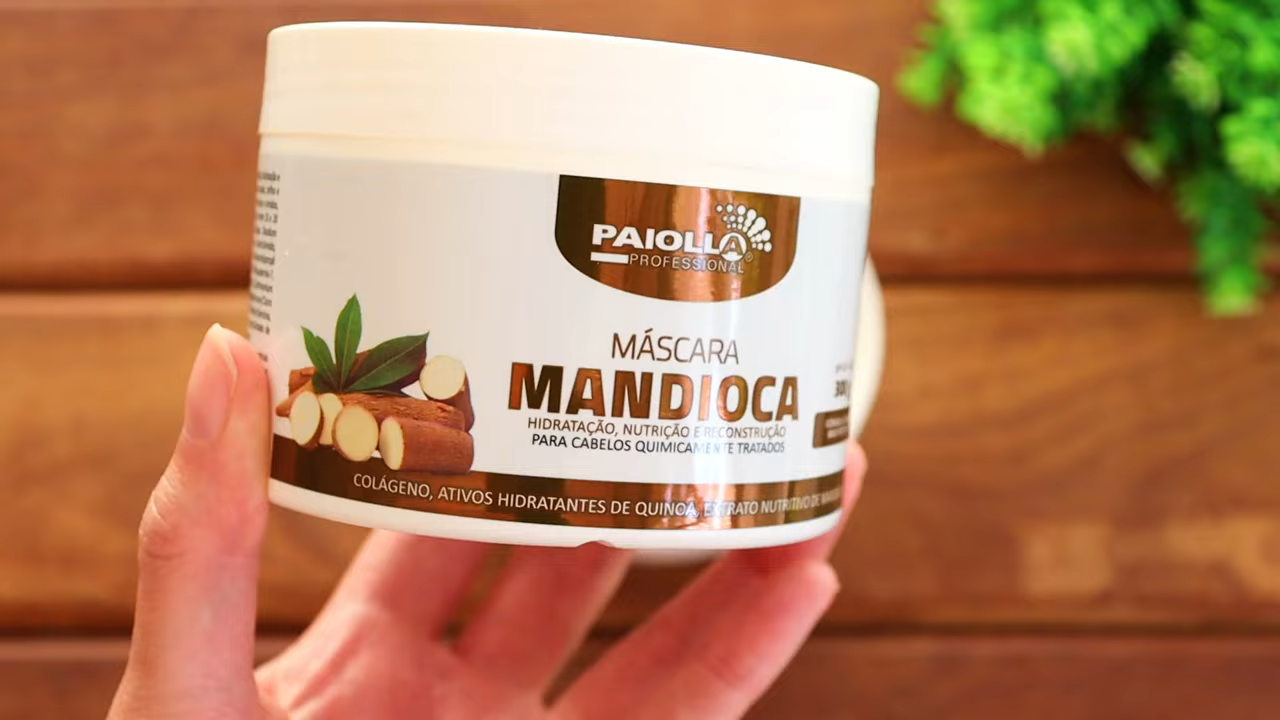 PAIOLLA®
PROFESSIONAL
MÁSCARA
MANDIOCA
HIDRATAÇÃO, NUTRIÇÃO E RECONSTRUÇÃO
PARA CABELOS QUIMICAMENTE TRATADOS
COLÁGENO, ATIVOS HIDRATANTES DE QUINOA, EXTRATO NUTRITIVO DE